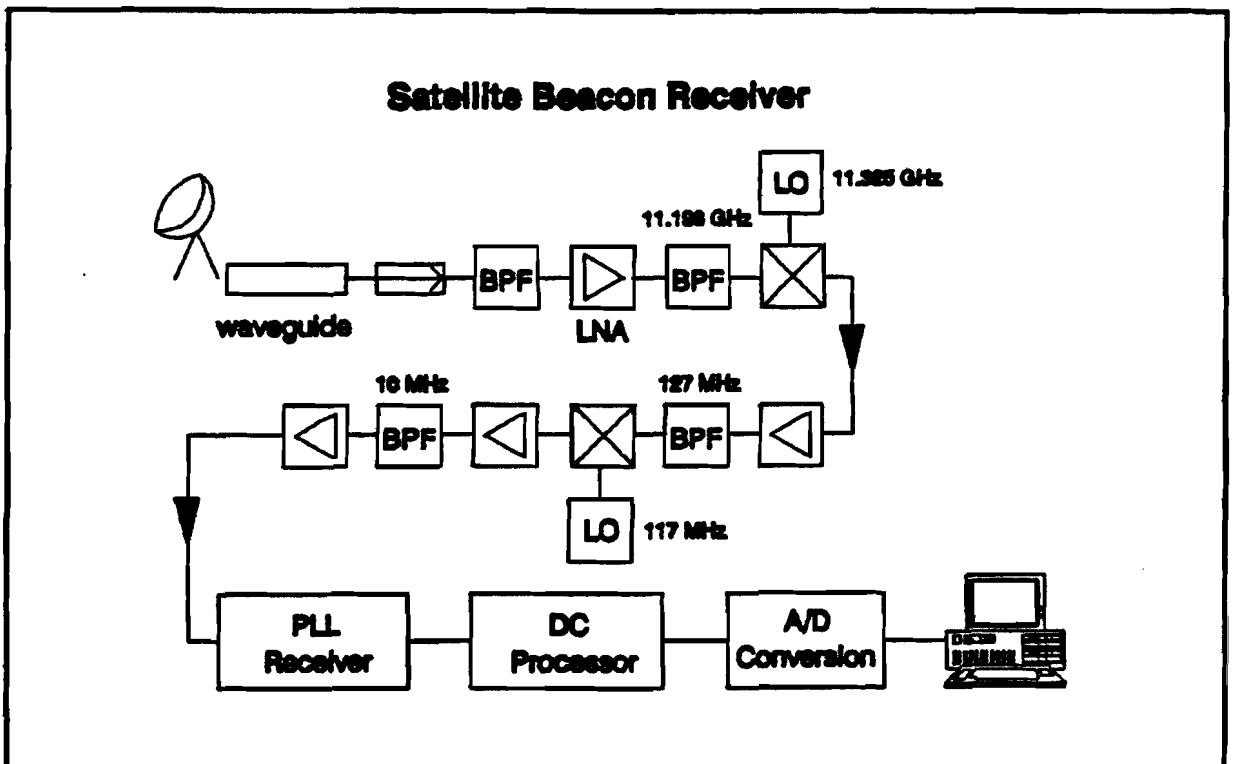 Satellite Beacon Receiver
LO
11.325 GHz
11.198 GHz
BPF
BPF
waveguide
LNA
10 MHz
127 MHz
BPF
BPF
LO
117 MHz
PLL
Receiver
DC
Processor
A/D
Conversion